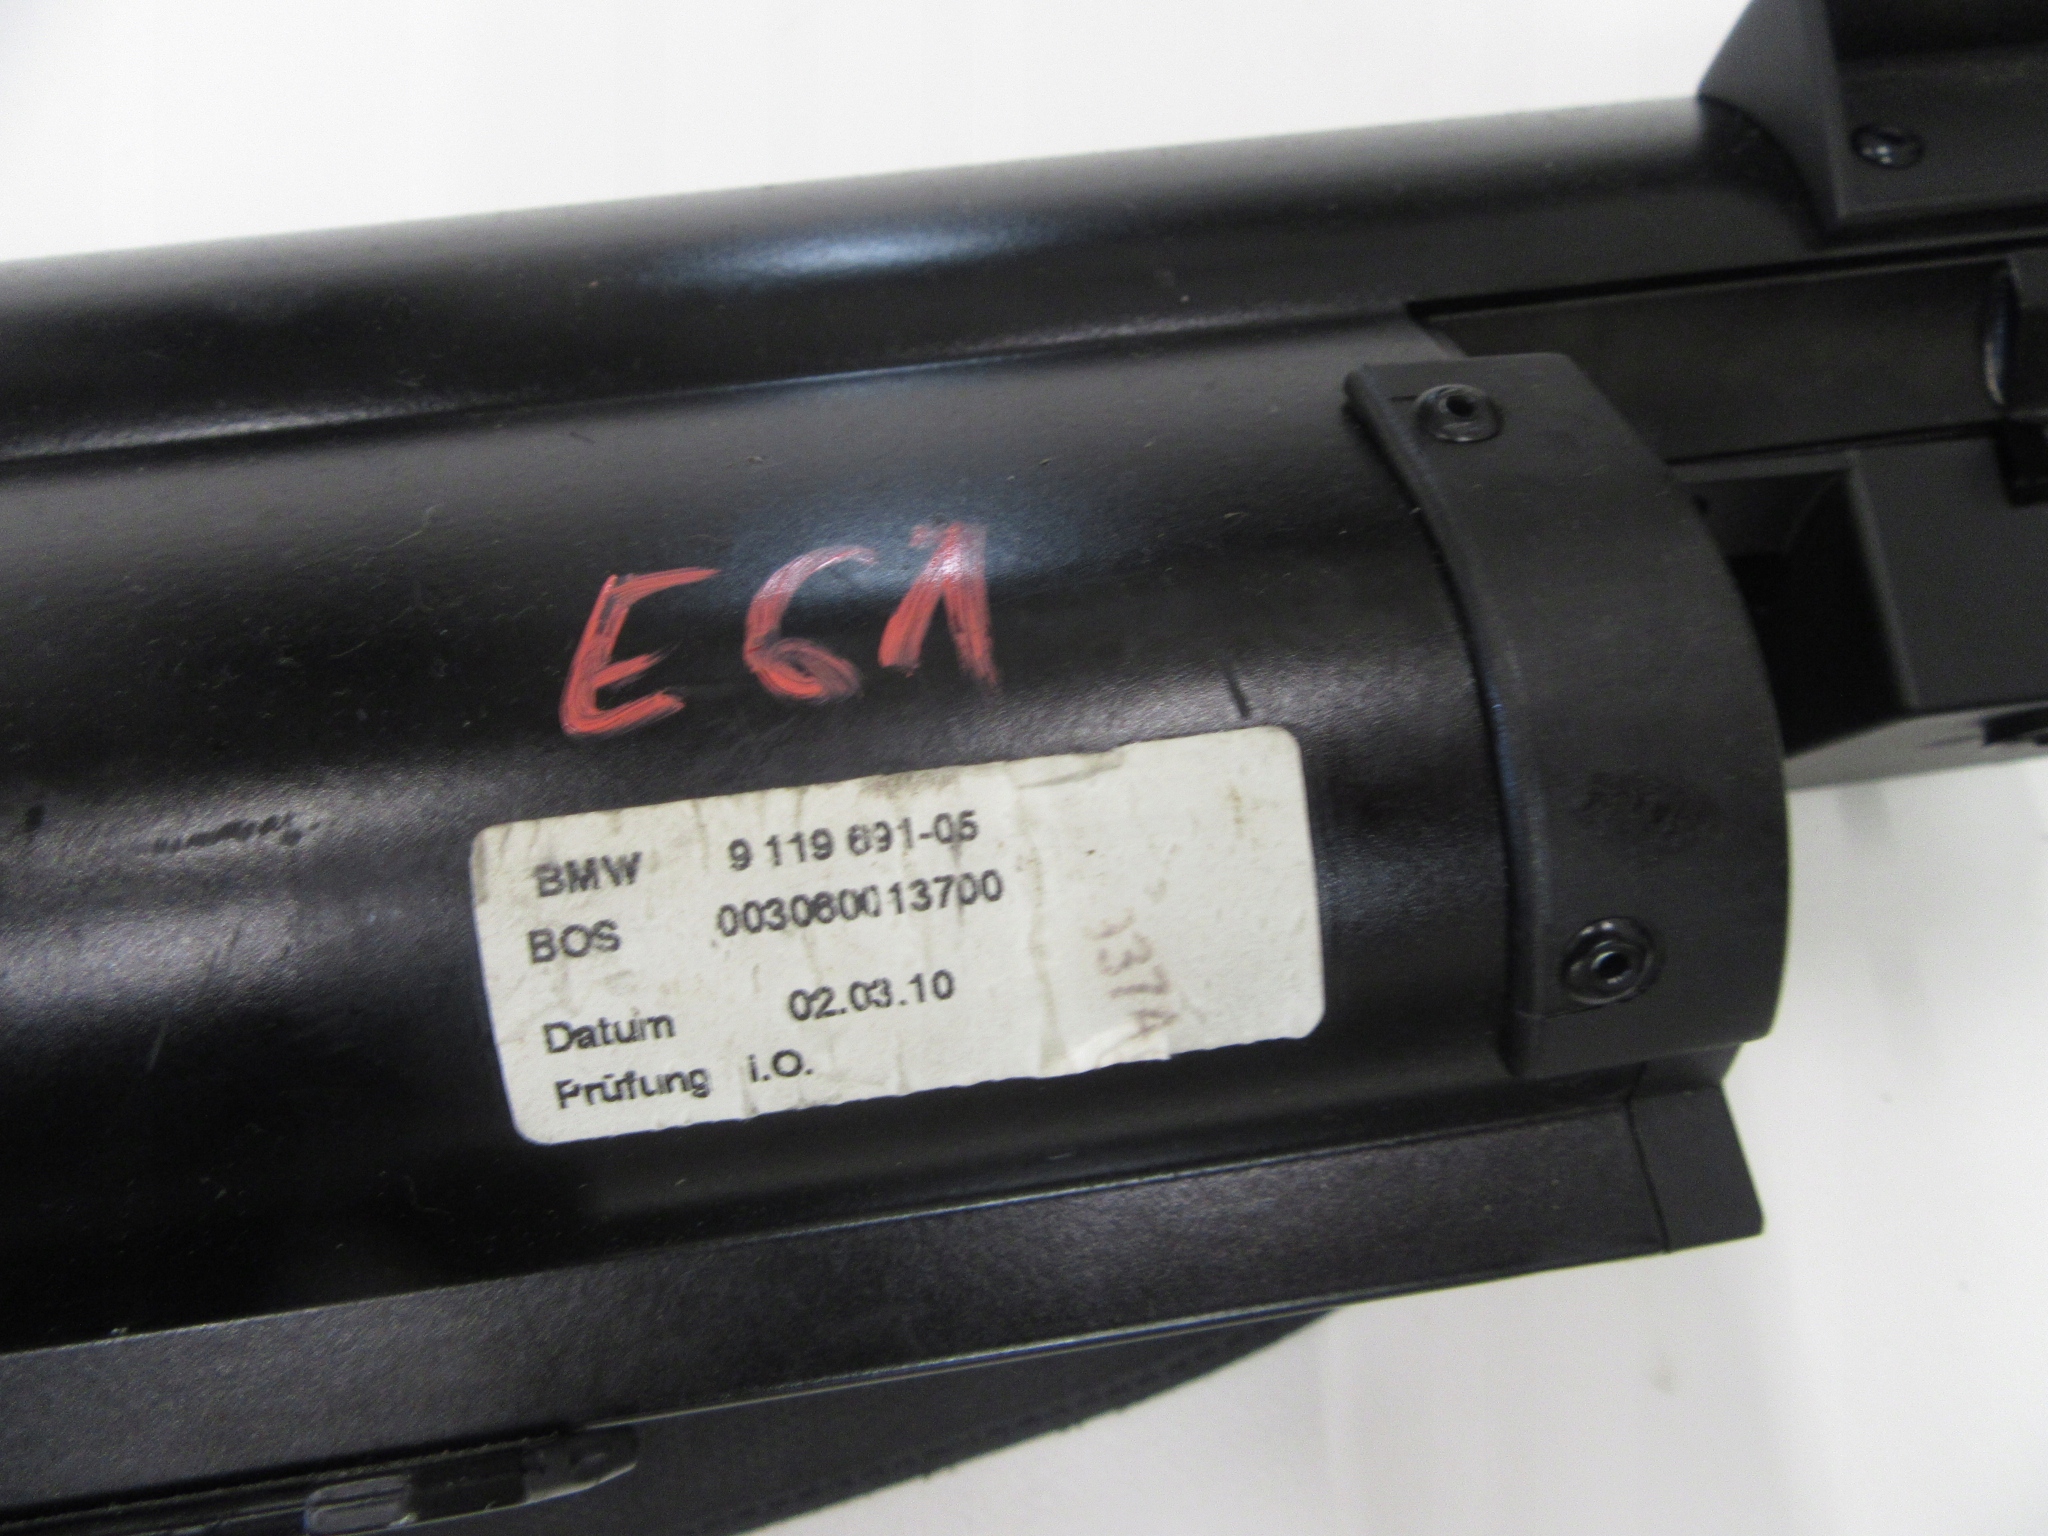 E61
BMW 9 119 691-05
BOS 003060013700
Datum 02.03.10
Prüfung i.O.